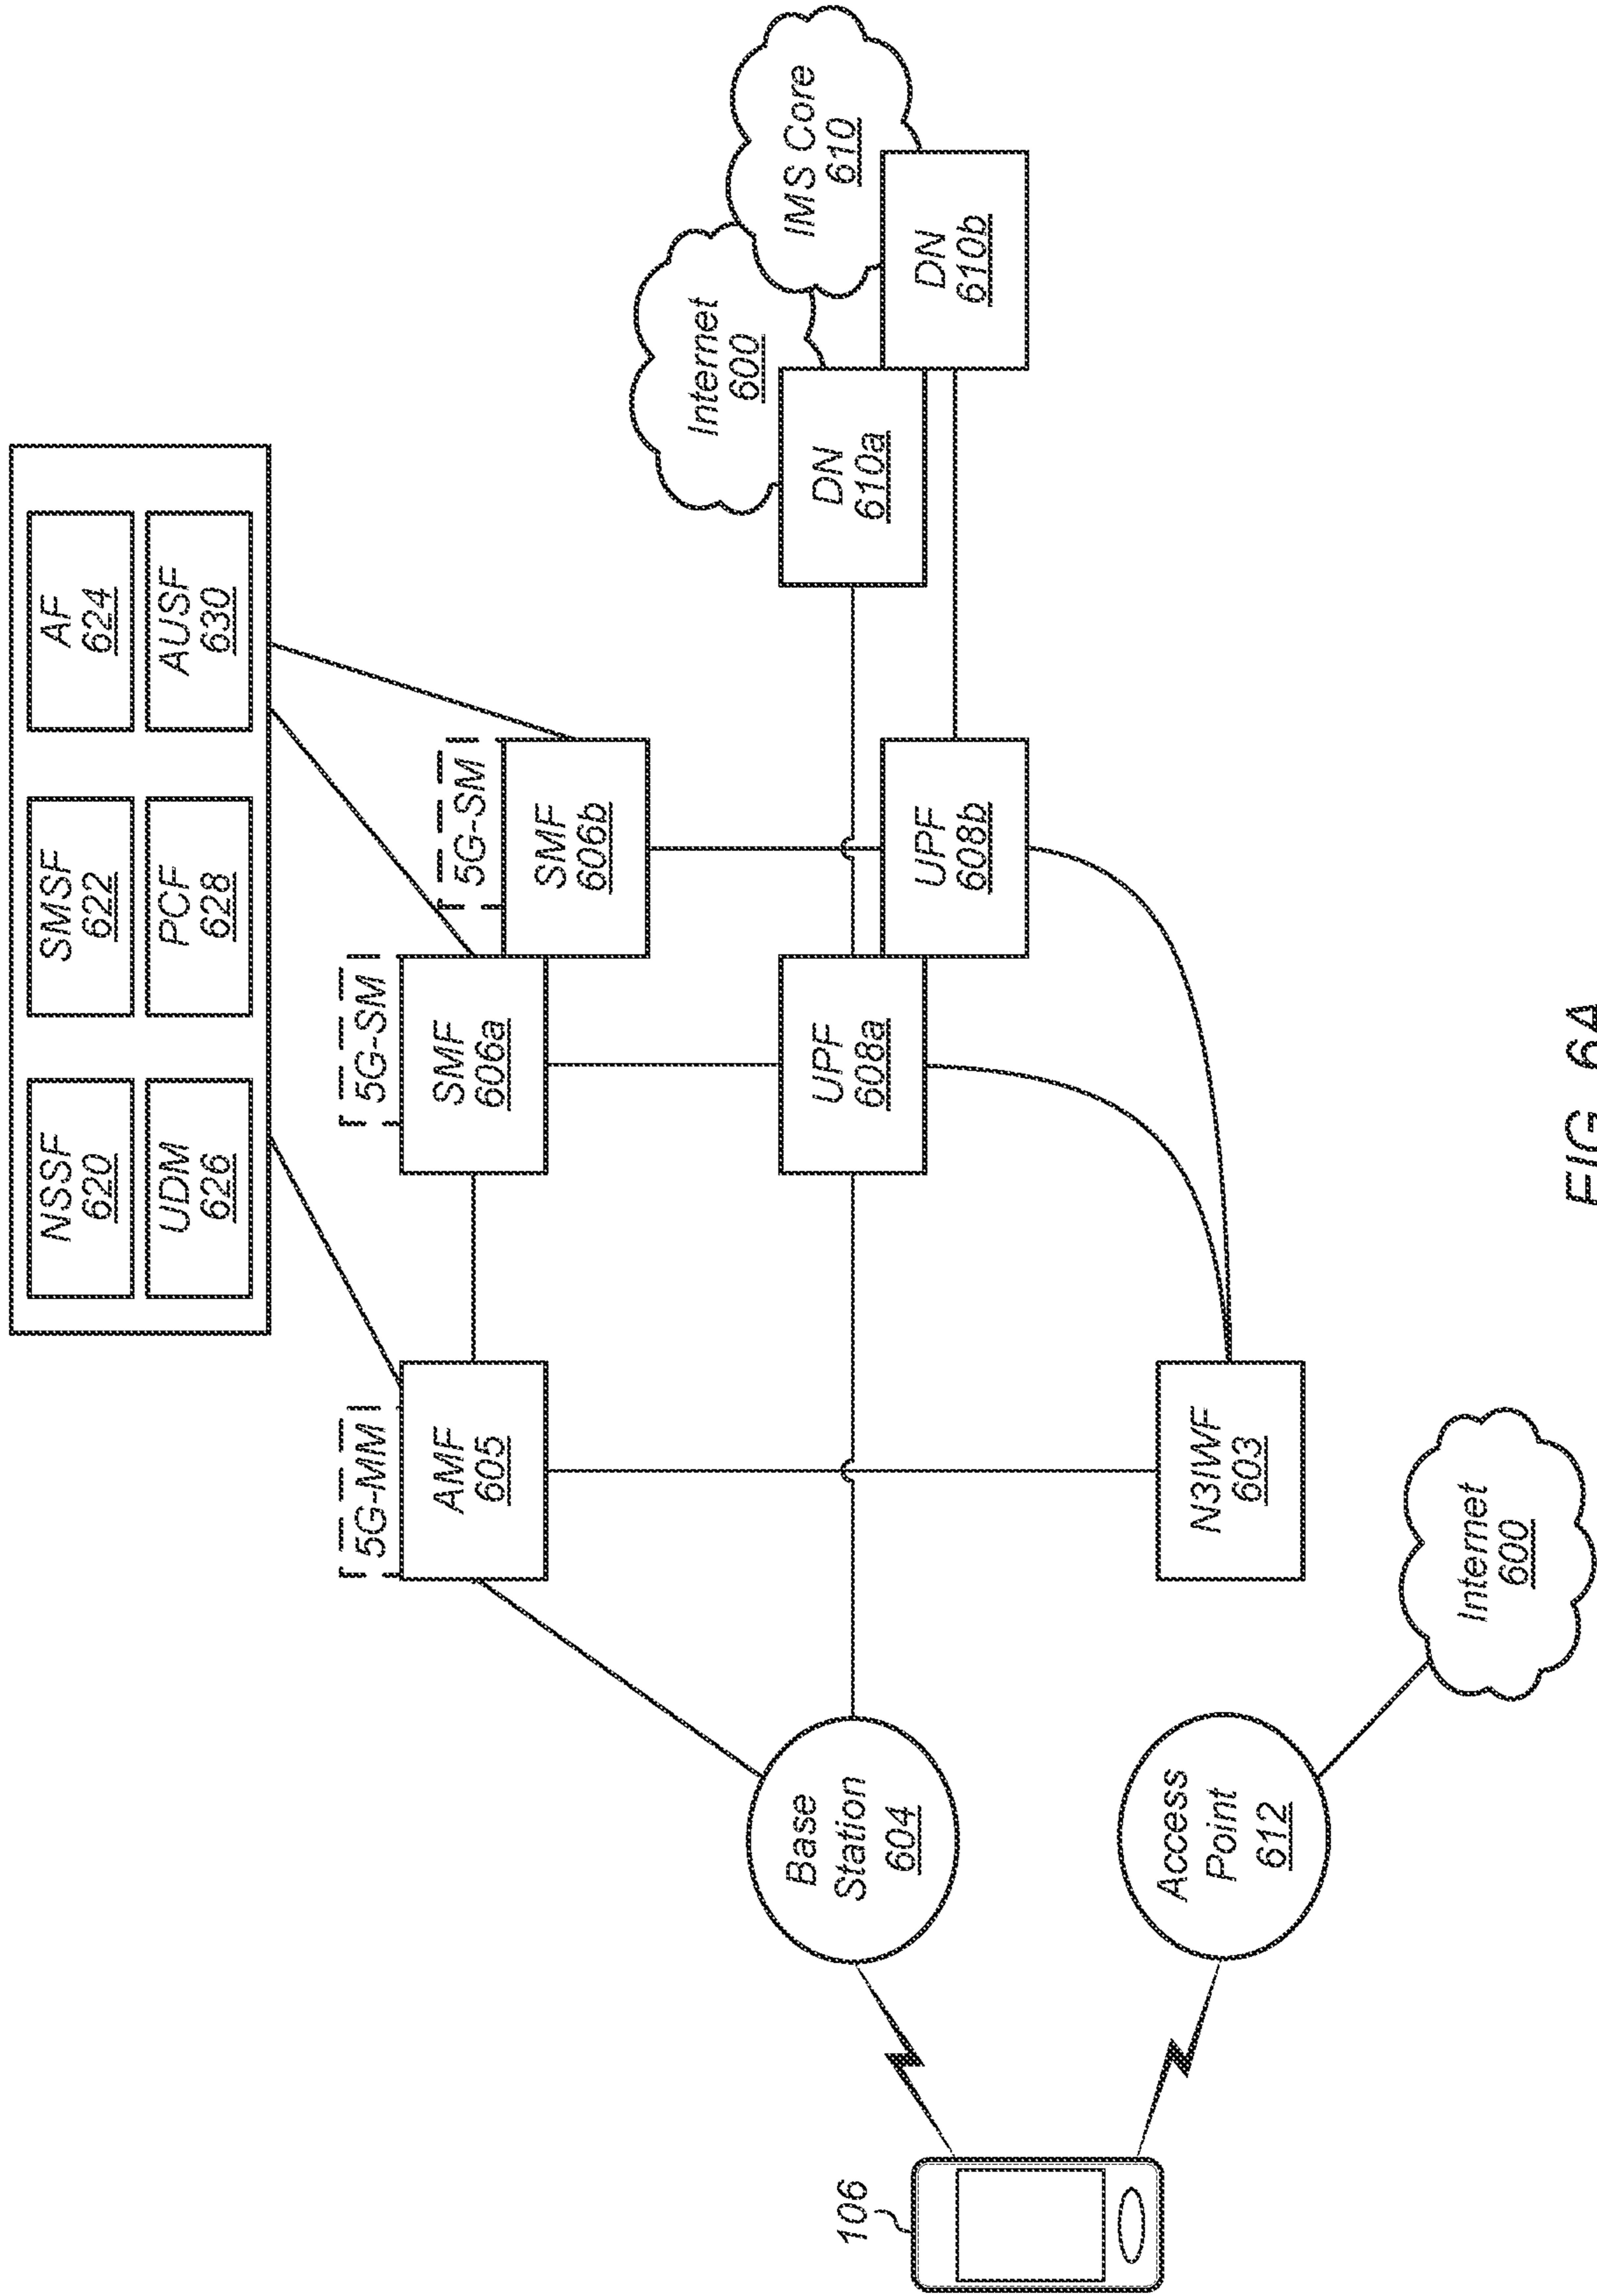 NSSF
620
SMSF
622
AF
624
UDM
626
PCF
628
AUSF
630
5G-MM
AMF
605
5G-SM
SMF
606a
5G-SM
SMF
606b
Internet
600
IMS Core
610
106
Base
Station
604
UPF
608a
UPF
608b
DN
610a
DN
610b
Access
Point
612
N3IWF
603
Internet
600
FIG. 6A